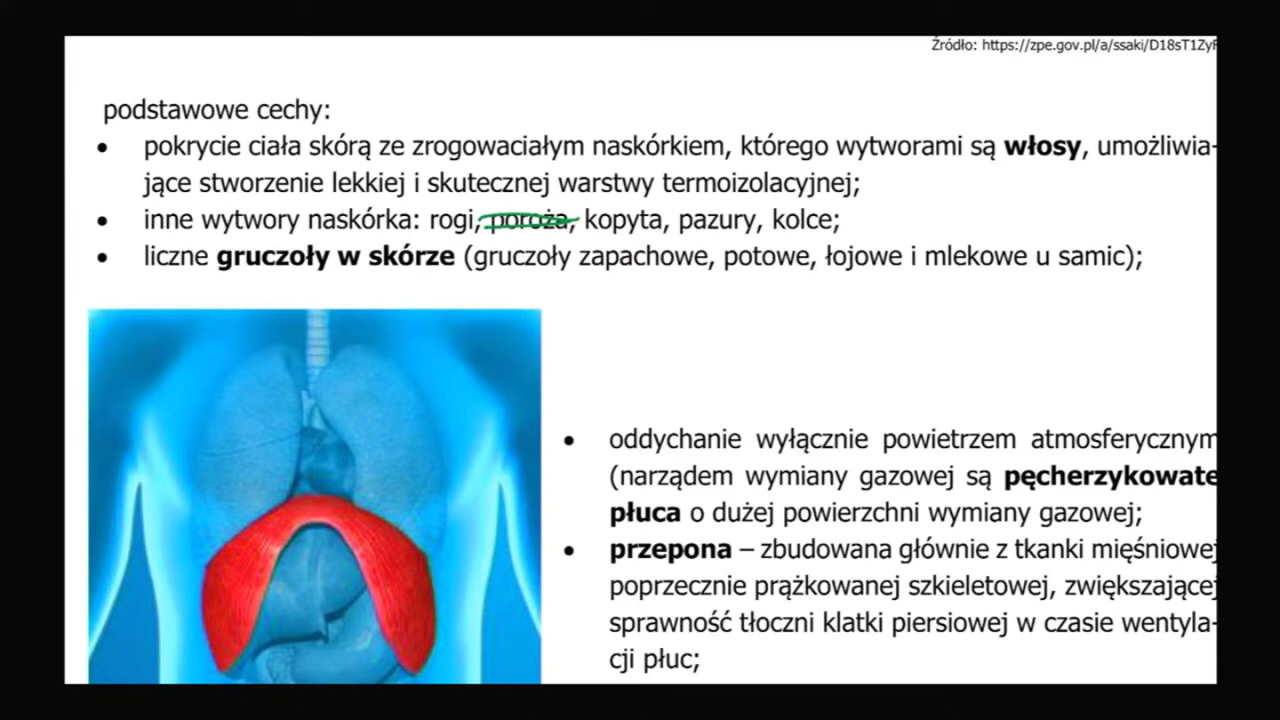 Źródło: https://zpe.gov.pl/a/ssaki/D18sT1Zy
podstawowe cechy:
• pokrycie ciała skórą ze zrogowaciałym naskórkiem, którego wytworami są włosy, umożliwia-
jące stworzenie lekkiej i skutecznej warstwy termoizolacyjnej;
• inne wytwory naskórka: rogi, poroża, kopyta, pazury, kolce;
• liczne gruczoły w skórze (gruczoły zapachowe, potowe, łojowe i mlekowe u samic);
• oddychanie wyłącznie powietrzem atmosferycznym
(narządem wymiany gazowej są pęcherzykowate
płuca o dużej powierzchni wymiany gazowej;
• przepona – zbudowana głównie z tkanki mięśniowej
poprzecznie prążkowanej szkieletowej, zwiększającej
sprawność tłoczni klatki piersiowej w czasie wentyla-
cji płuc;